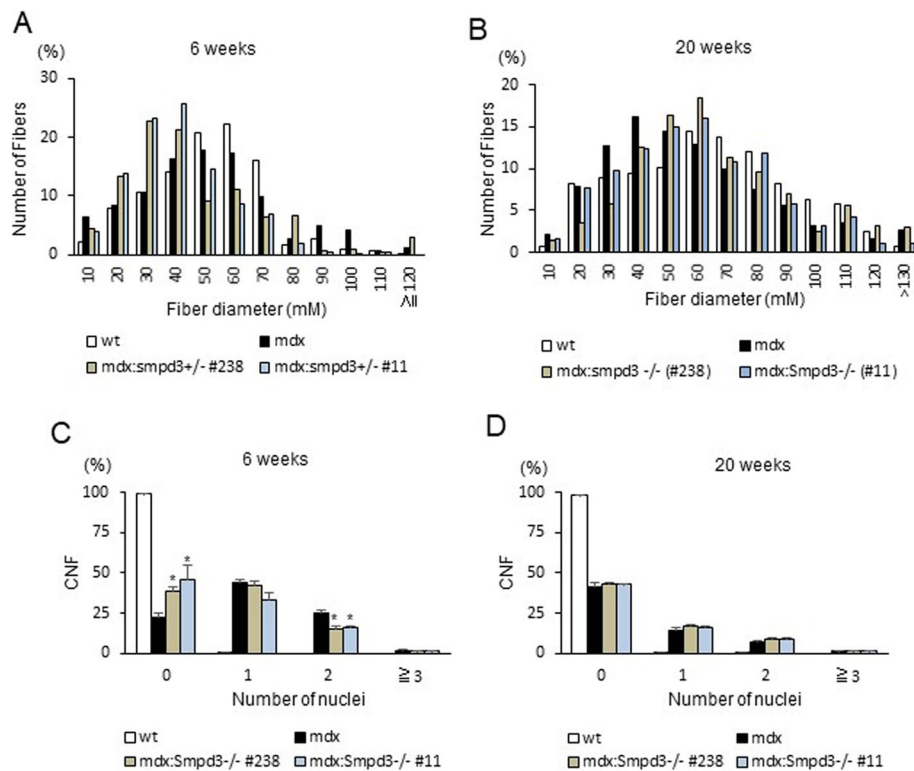 A
6 weeks
(%)
Number of Fibers
30
20
10
0
10 20 30 40 50 60 70 80 90 100 110 ≧120
Fiber diameter (mM)
wt mdx
mdx:smpd3+/- #238 mdx:smpd3+/- #11
B
20 weeks
(%)
Number of Fibers
20
15
10
5
0
10 20 30 40 50 60 70 80 90 100 110 120 >130
Fiber diameter (mM)
wt mdx
mdx:smpd3 -/- (#238) mdx:Smpd3-/- (#11)
C
6 weeks
(%)
CNF
100
75
50
25
0
* *
* *
0 1 2 ≧3
Number of nuclei
wt mdx
mdx:Smpd3-/- #238 mdx:Smpd3-/- #11
D
20 weeks
(%)
CNF
100
75
50
25
0
0 1 2 ≧3
Number of nuclei
wt mdx
mdx:Smpd3-/- #238 mdx:Smpd3-/- #11